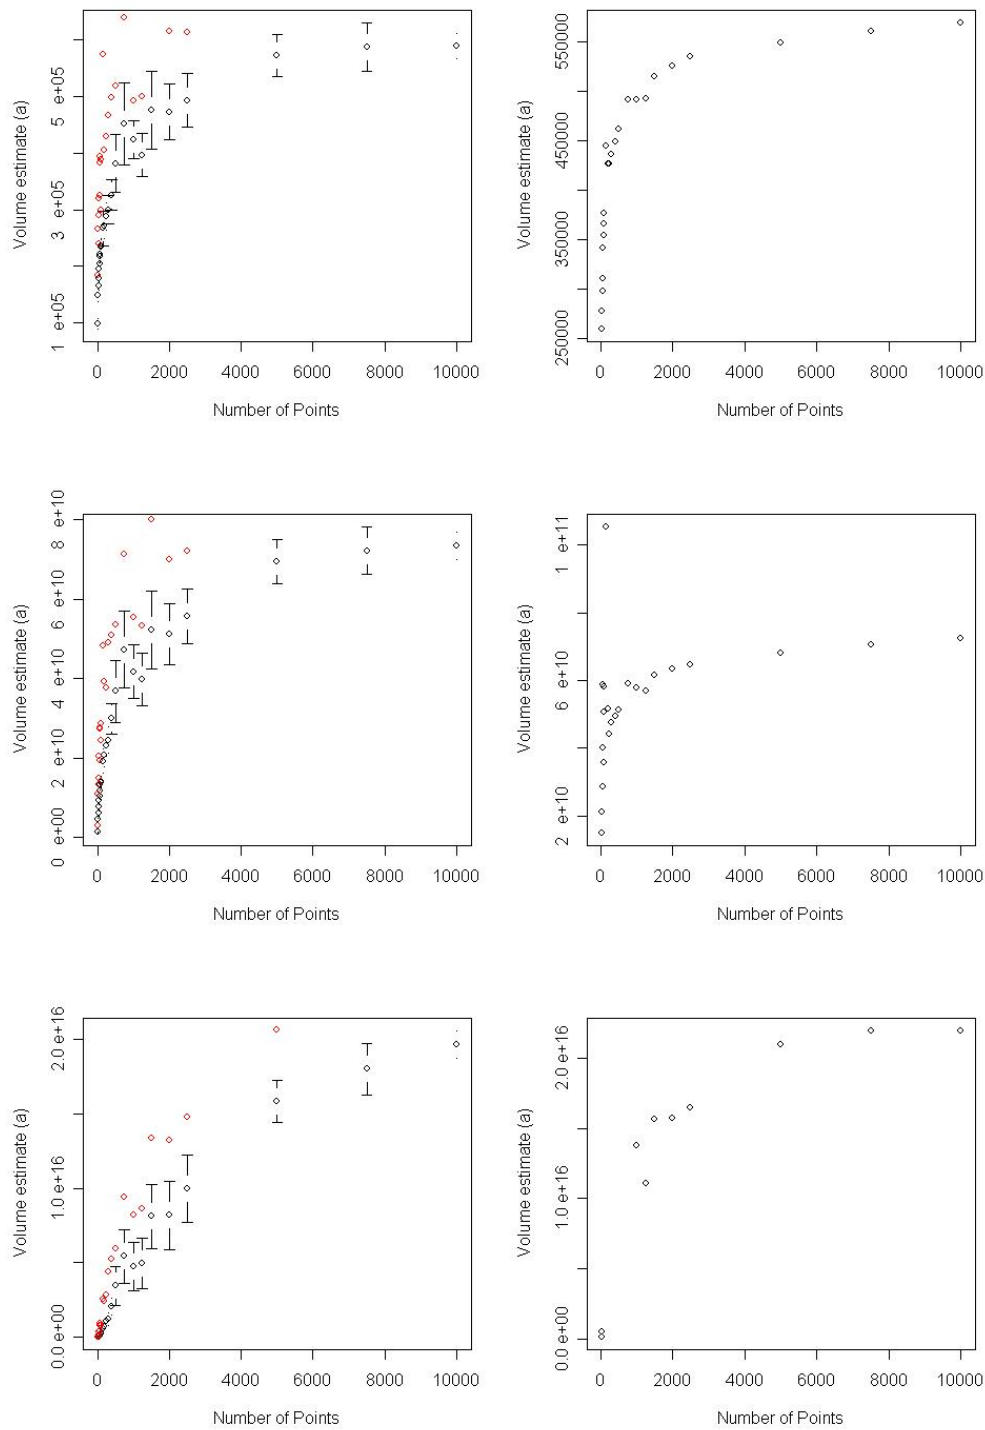 Volume estimate (a)
1 e+05
3 e+05
5 e+05
0 2000 4000 6000 8000 10000
Number of Points
Volume estimate (a)
250000
350000
450000
550000
0 2000 4000 6000 8000 10000
Number of Points
Volume estimate (a)
0 e+00
2 e+10
4 e+10
6 e+10
8 e+10
0 2000 4000 6000 8000 10000
Number of Points
Volume estimate (a)
2 e+10
6 e+10
1 e+11
0 2000 4000 6000 8000 10000
Number of Points
Volume estimate (a)
0.0 e+00
1.0 e+16
2.0 e+16
0 2000 4000 6000 8000 10000
Number of Points
Volume estimate (a)
0.0 e+00
1.0 e+16
2.0 e+16
0 2000 4000 6000 8000 10000
Number of Points